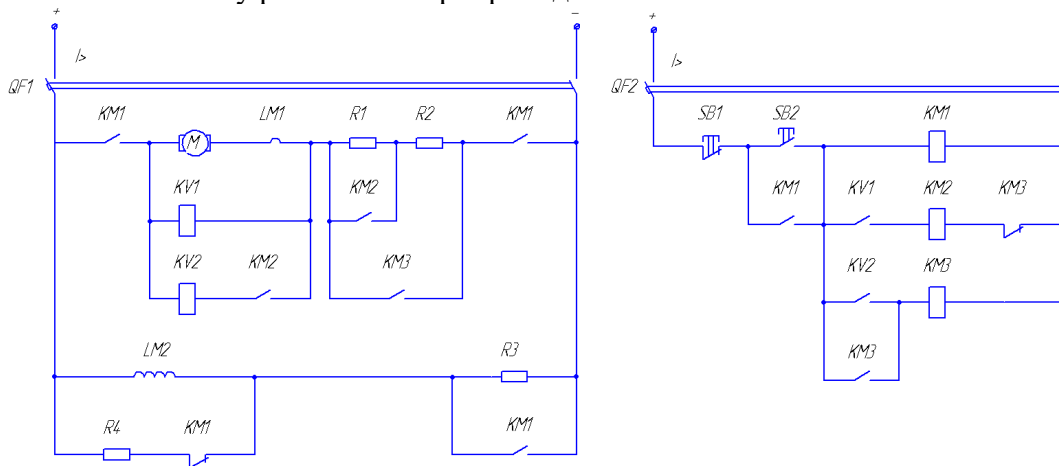 + − +
I> I>
QF1 QF2
KM1 LM1 R1 R2 KM1 SB1 SB2 KM1
M
KV1 KM2 KM1 KV1 KM2 KM3
KV2 KM2 KM3 KV2 KM3
LM2 R3 KM3
R4 KM1 KM1